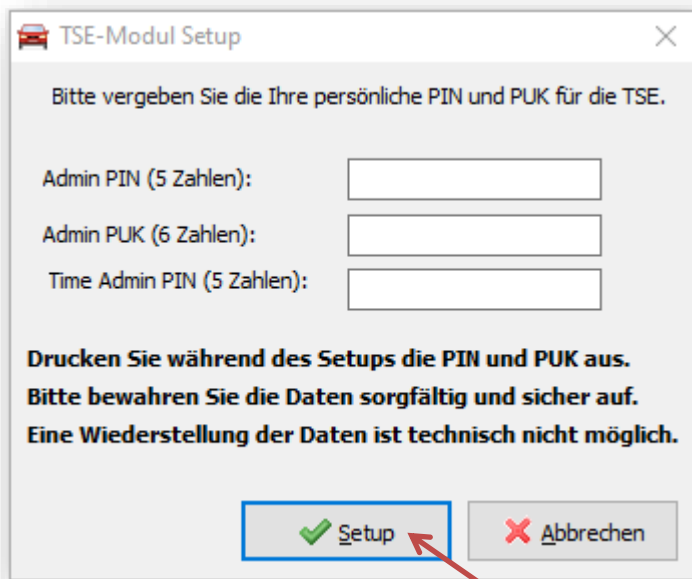 TSE-Modul Setup
Bitte vergeben Sie die Ihre persönliche PIN und PUK für die TSE.
Admin PIN (5 Zahlen):
Admin PUK (6 Zahlen):
Time Admin PIN (5 Zahlen):
Drucken Sie während des Setups die PIN und PUK aus.
Bitte bewahren Sie die Daten sorgfältig und sicher auf.
Eine Wiederstellung der Daten ist technisch nicht möglich.
Setup Abbrechen